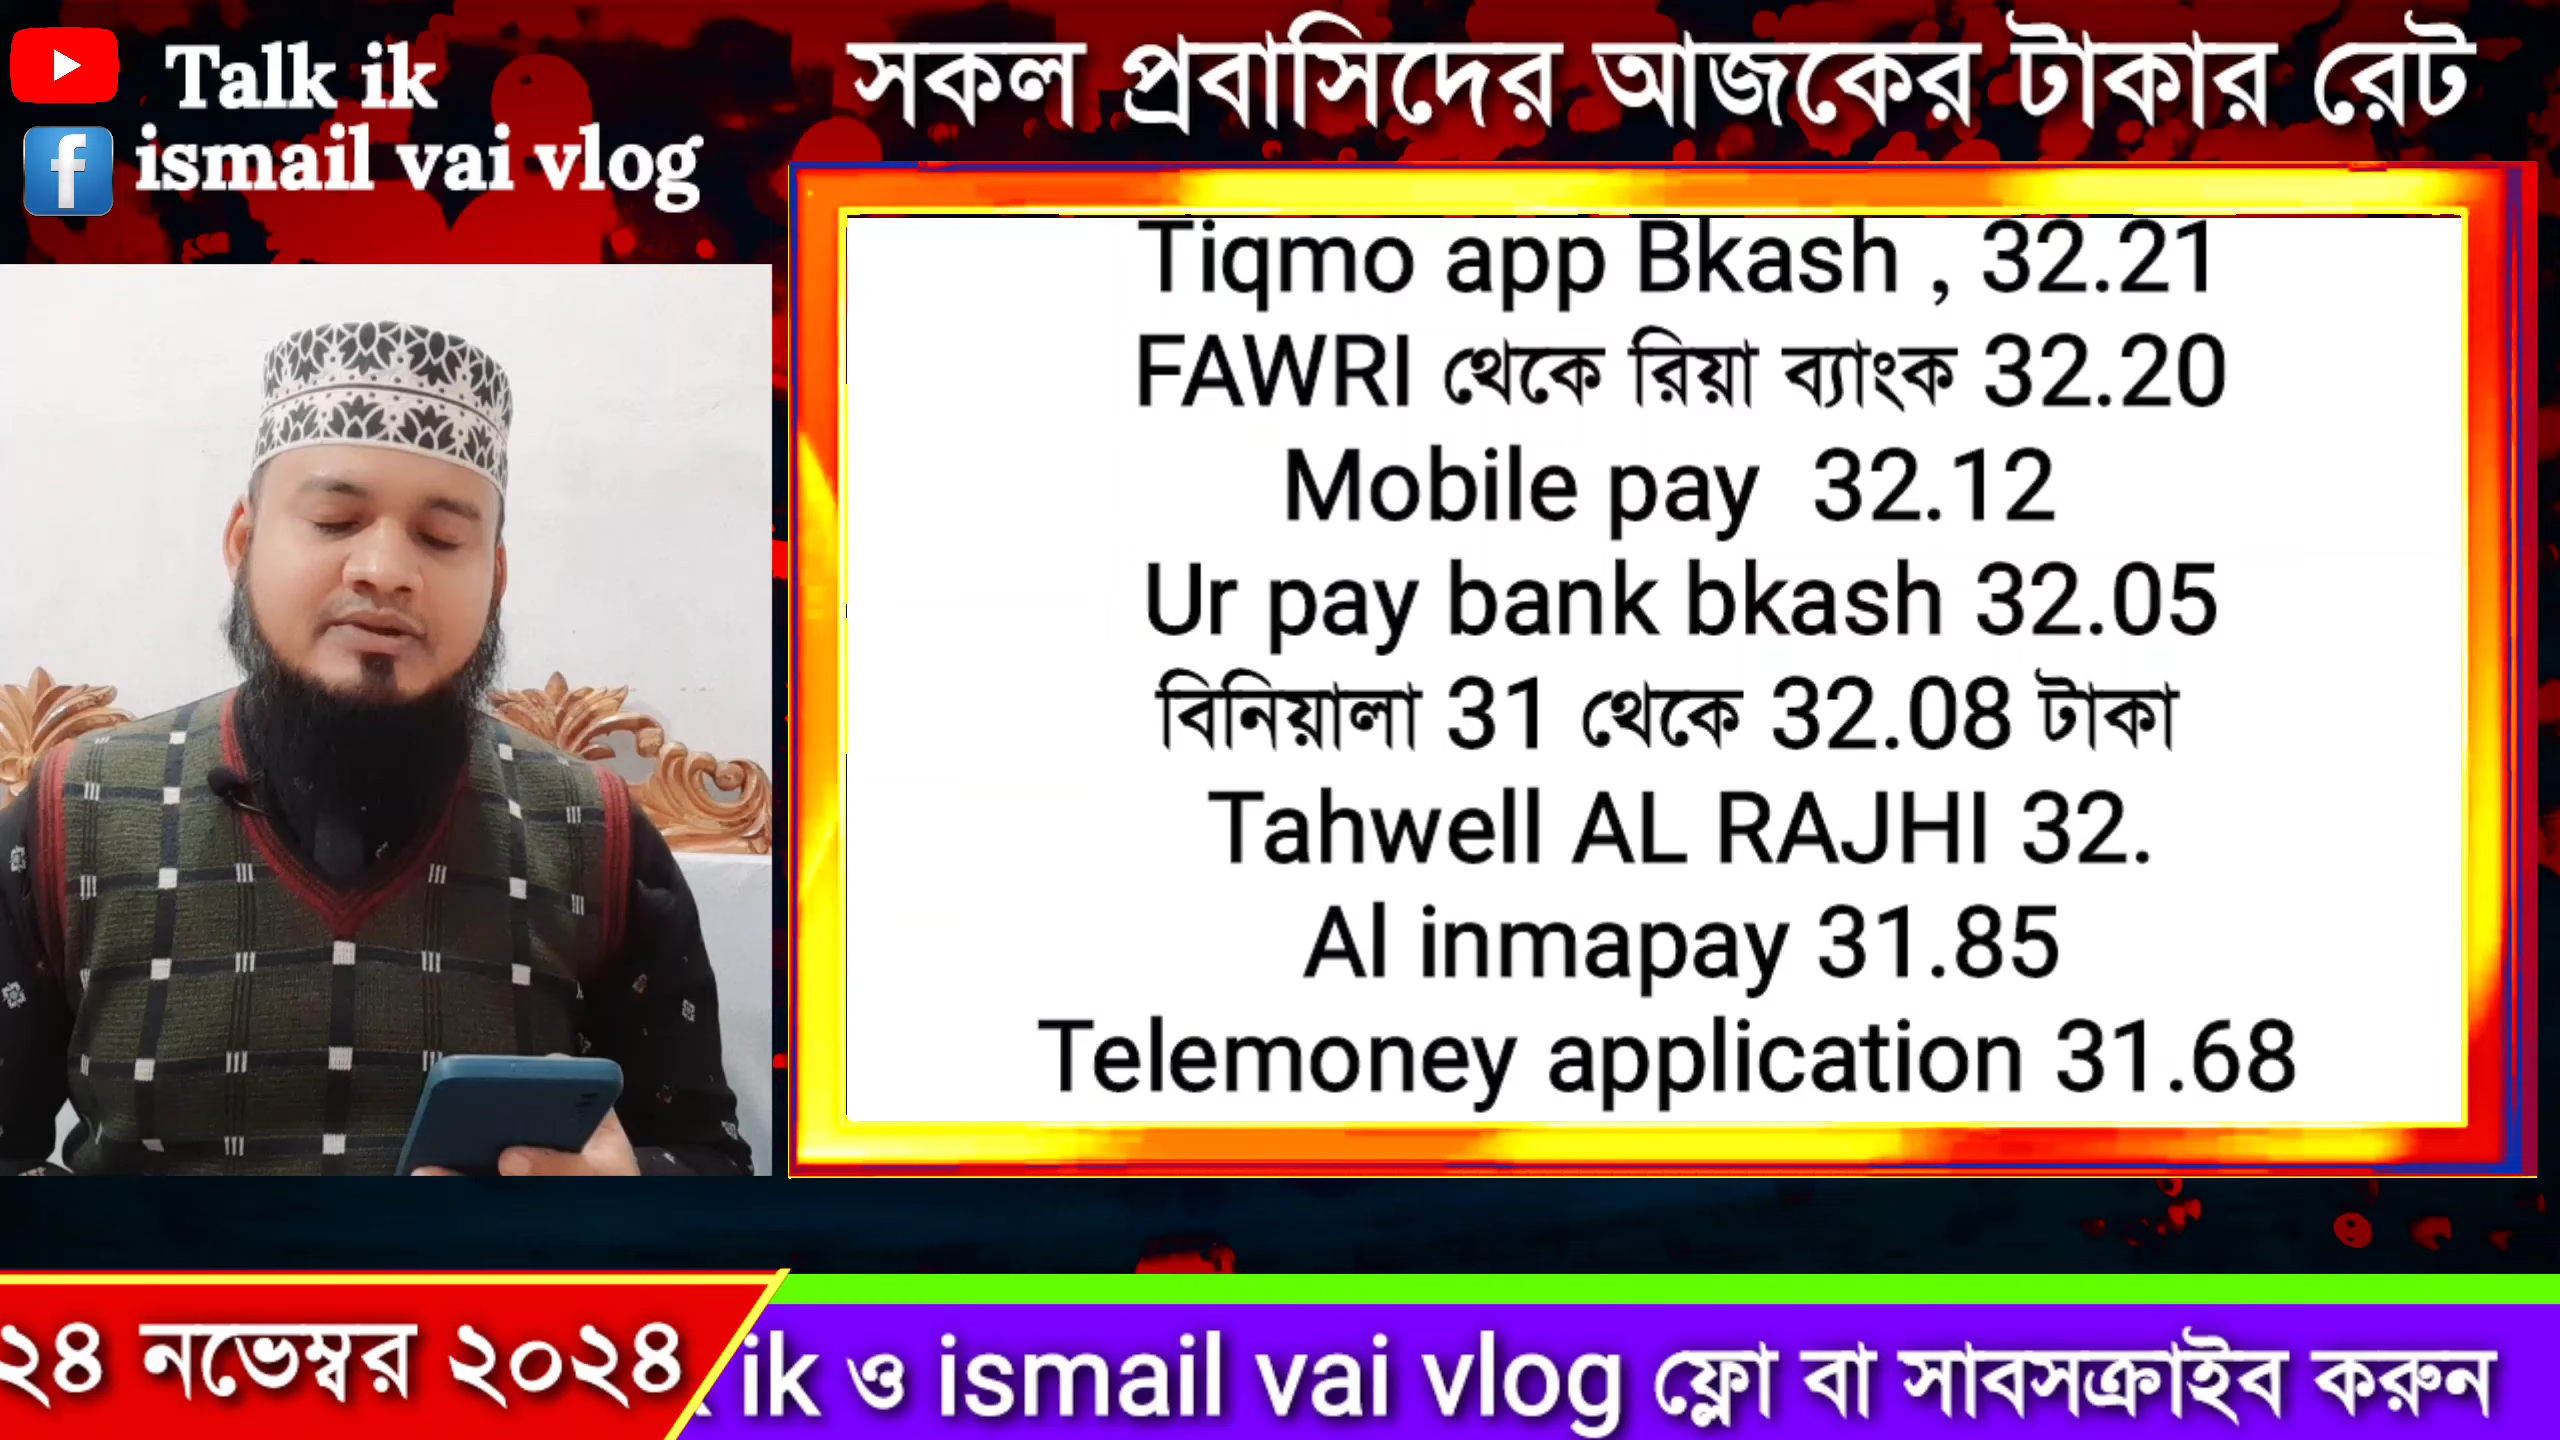 Talk ik
ismail vai vlog
সকল প্রবাসিদের আজকের টাকার রেট
Tiqmo app Bkash , 32.21
FAWRI থেকে রিয়া ব্যাংক 32.20
Mobile pay 32.12
Ur pay bank bkash 32.05
বিনিয়ালা 31 থেকে 32.08 টাকা
Tahwell AL RAJHI 32.
Al inmapay 31.85
Telemoney application 31.68
২৪ নভেম্বর ২০২৪
ik ও ismail vai vlog ফ্লো বা সাবসক্রাইব করুন